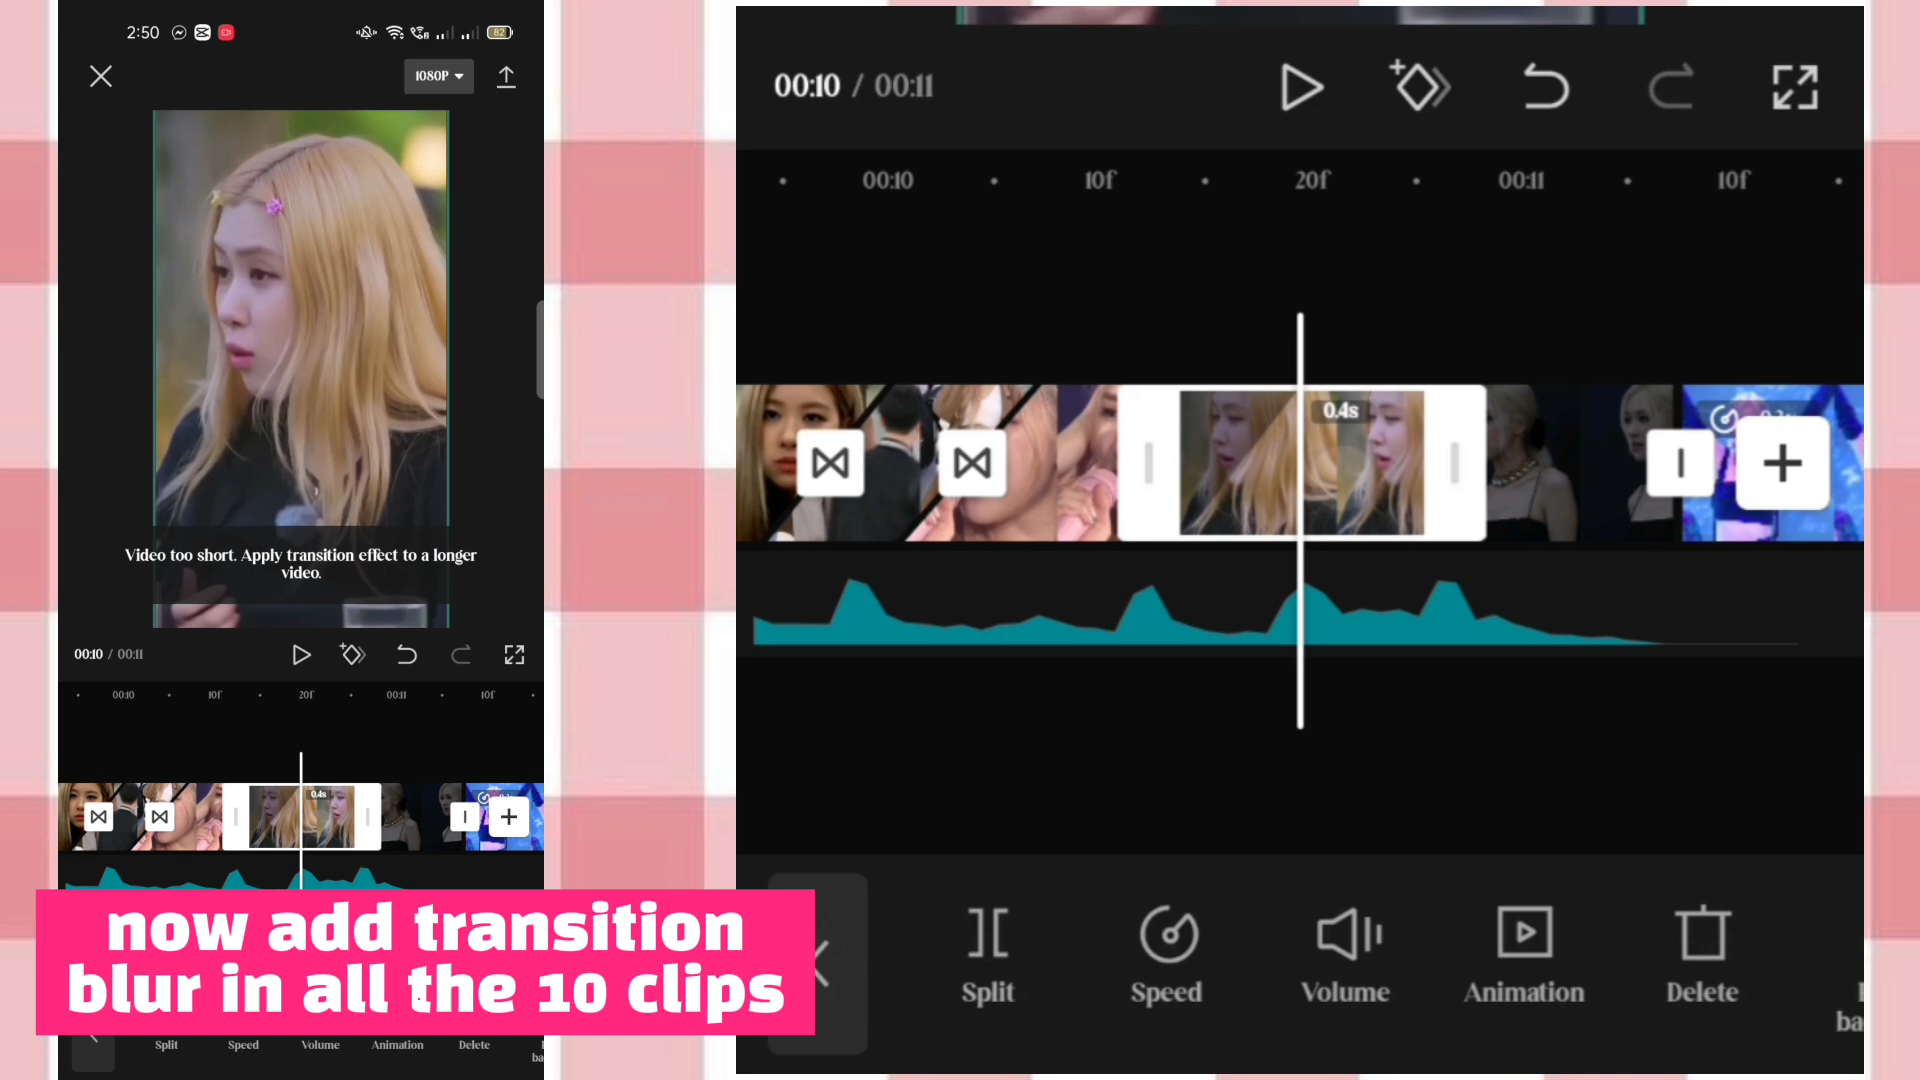 2:50
82
1080P
Video too short. Apply transition effect to a longer
video.
00:10 / 00:11
00:10 10f 20f 00:11 10f
0.4s
now add transition
blur in all the 10 clips
Split Speed Volume Animation Delete
ba
00:10 / 00:11
00:10 10f 20f 00:11 10f
0.4s
Split Speed Volume Animation Delete
ba